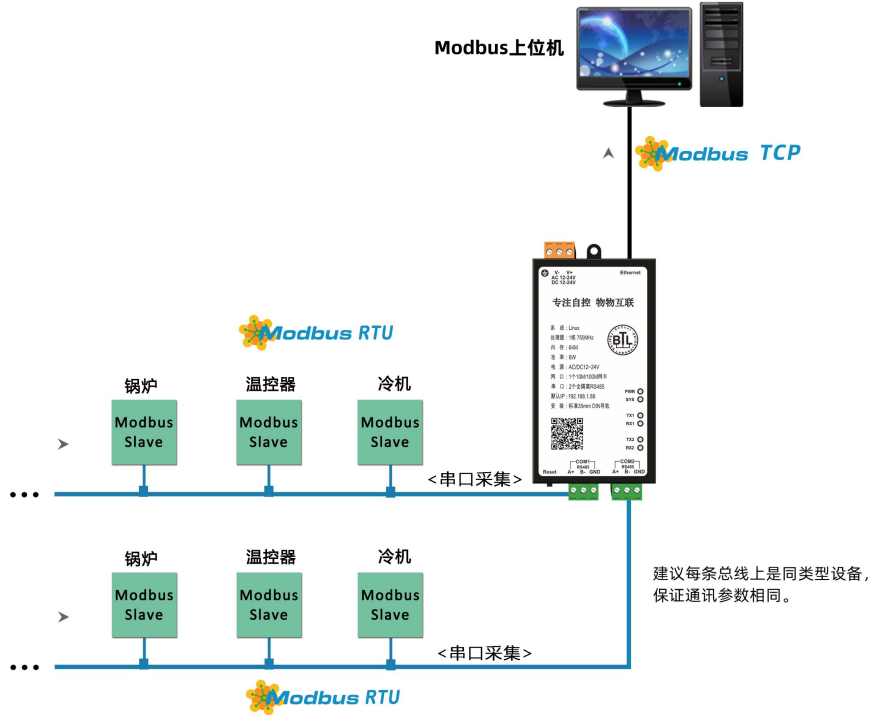 Modbus上位机
Modbus TCP
V- V+
AC 12-24V
DC 12-24V
Ethernet
专注自控 物物互联
系 统：Linux
处理器：1核 750MHz
内 存：64M
功 率：6W
电 源：AC/DC12~24V
网 口：1个10M/100M网卡
串 口：2个全隔离RS485
默认IP：192.168.1.88
安 装：标准35mm DIN导轨
BTL
PWR
SYS
TX1
RX1
TX2
RX2
COM1
RS485
COM2
RS485
Reset A+ B- GND A+ B- GND
Modbus RTU
锅炉 温控器 冷机
Modbus Slave
Modbus Slave
Modbus Slave
<串口采集>
锅炉 温控器 冷机
Modbus Slave
Modbus Slave
Modbus Slave
<串口采集>
Modbus RTU
建议每条总线上是同类型设备，
保证通讯参数相同。